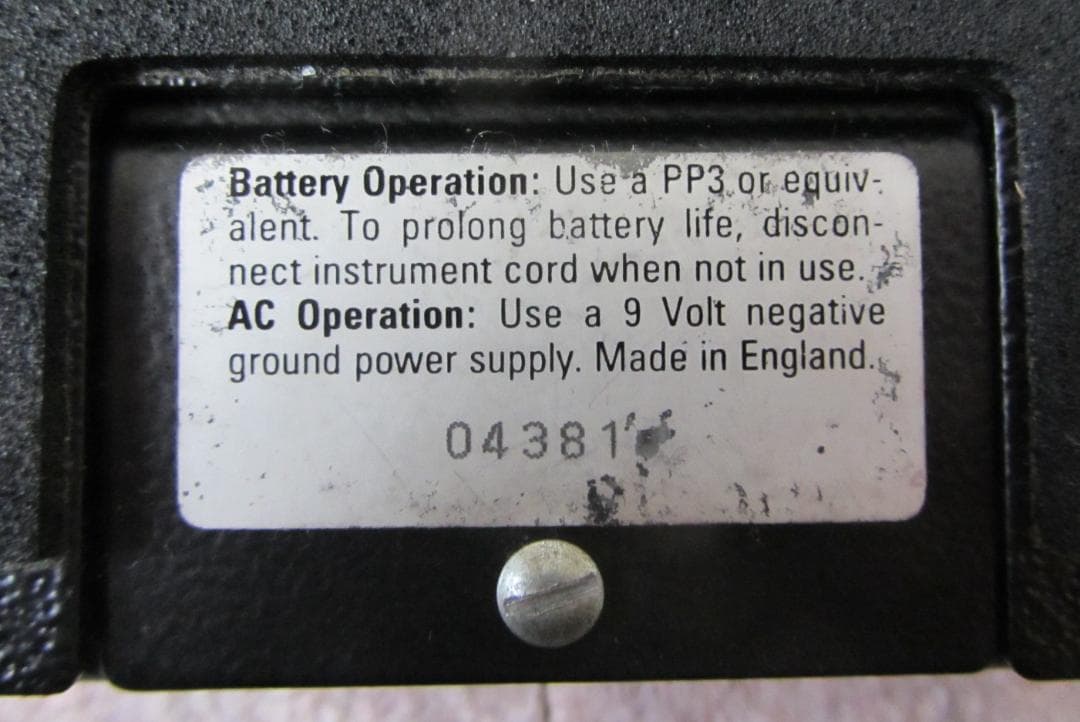 Battery Operation: Use a PP3 or equiv-
alent. To prolong battery life, discon-
nect instrument cord when not in use.
AC Operation: Use a 9 Volt negative
ground power supply. Made in England.
04381